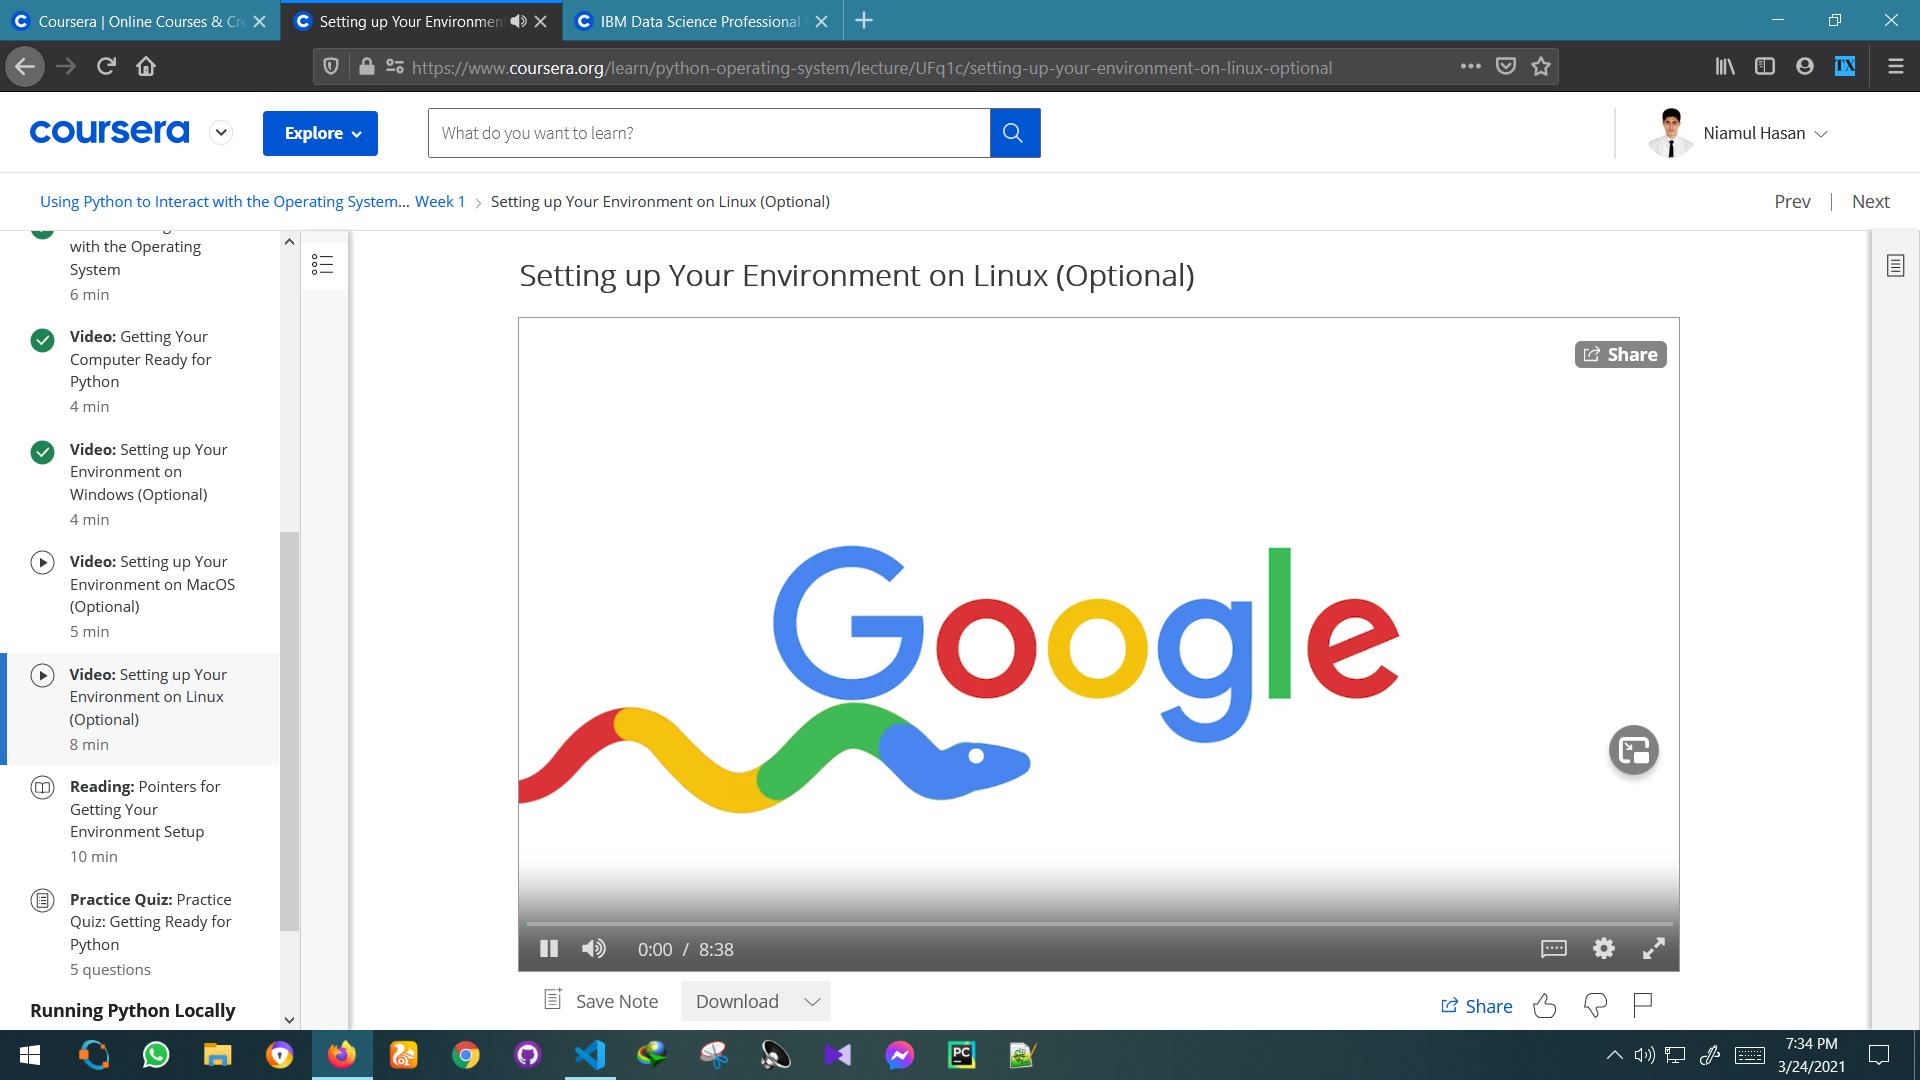 Coursera | Online Courses & Cre
Setting up Your Environmen
IBM Data Science Professional
https://www.coursera.org/learn/python-operating-system/lecture/UFq1c/setting-up-your-environment-on-linux-optional
TX
coursera
Explore
What do you want to learn?
Niamul Hasan
Using Python to Interact with the Operating System... Week 1 > Setting up Your Environment on Linux (Optional)
Prev | Next
with the Operating
System
6 min
Video: Getting Your
Computer Ready for
Python
4 min
Video: Setting up Your
Environment on
Windows (Optional)
4 min
Video: Setting up Your
Environment on MacOS
(Optional)
5 min
Video: Setting up Your
Environment on Linux
(Optional)
8 min
Reading: Pointers for
Getting Your
Environment Setup
10 min
Practice Quiz: Practice
Quiz: Getting Ready for
Python
5 questions
Running Python Locally
Setting up Your Environment on Linux (Optional)
Share
Google
0:00 / 8:38
Save Note
Download
Share
PC
7:34 PM
3/24/2021